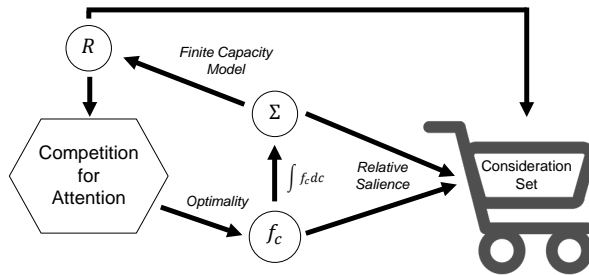 R
Finite Capacity
Model
Σ
Competition
for
Attention
∫ f_c dc
Relative
Salience
Consideration
Set
Optimality
f_c